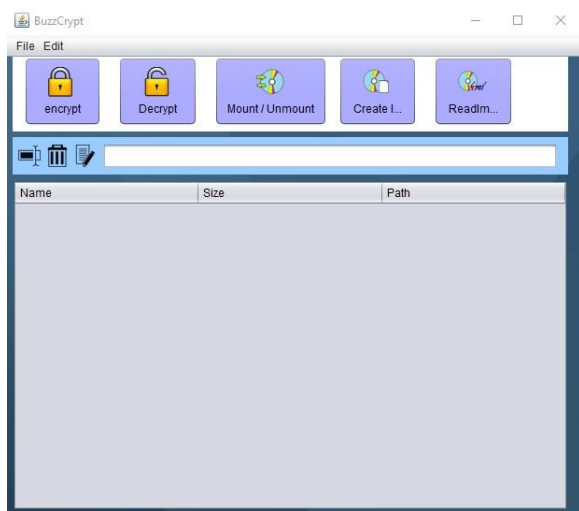 BuzzCrypt
File Edit
encrypt Decrypt Mount / Unmount Create I... ReadIm...
Name Size Path